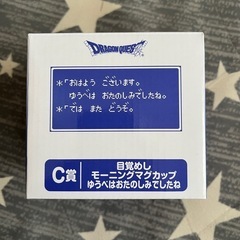 DRAGON QUEST
*「おはよう ございます。
ゆうべは おたのしみでしたね。
*「では また どうぞ。
C賞
目覚めし
モーニングマグカップ
ゆうべはおたのしみでしたね